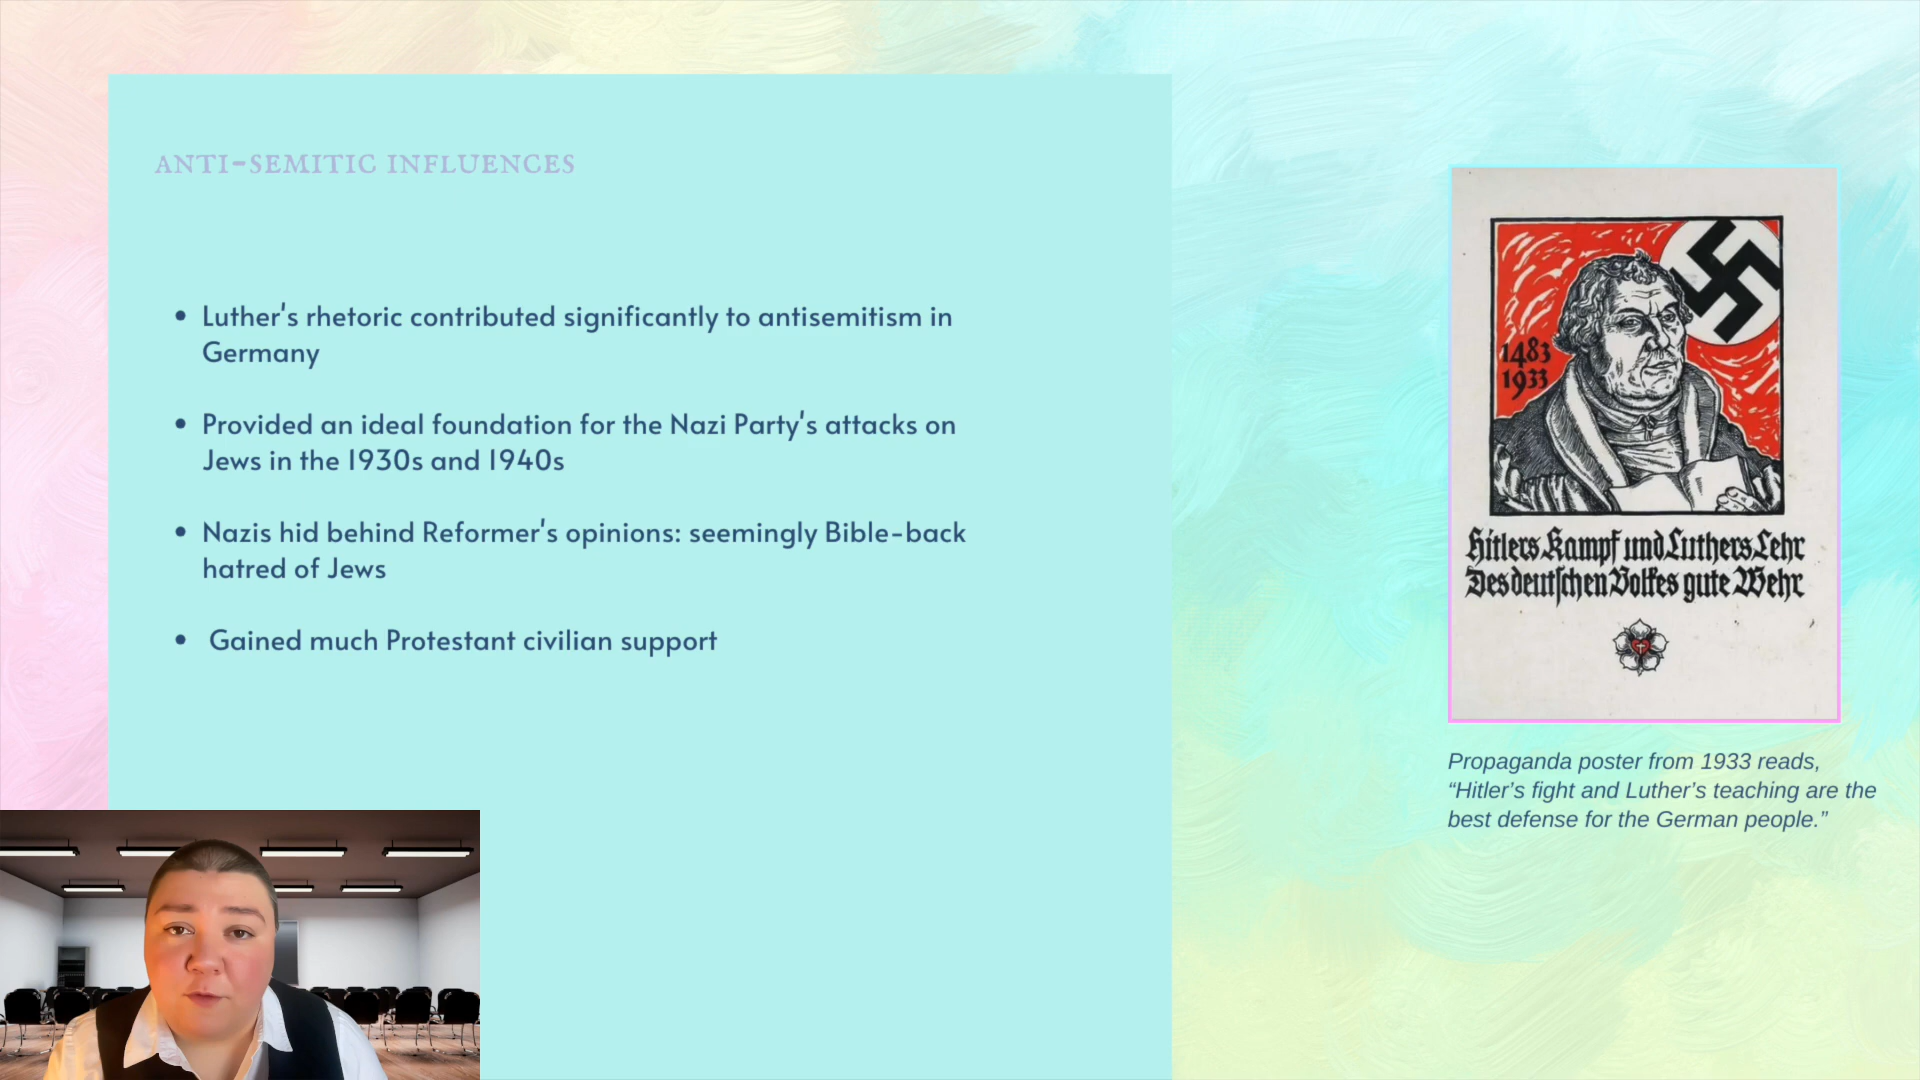 ANTI-SEMITIC INFLUENCES
• Luther's rhetoric contributed significantly to antisemitism in
Germany
• Provided an ideal foundation for the Nazi Party's attacks on
Jews in the 1930s and 1940s
• Nazis hid behind Reformer's opinions: seemingly Bible-back
hatred of Jews
• Gained much Protestant civilian support
1483
1933
Hitlers Kampf und Luthers Lehr
Des deutschen Volkes gute Wehr
Propaganda poster from 1933 reads,
“Hitler’s fight and Luther’s teaching are the
best defense for the German people.”